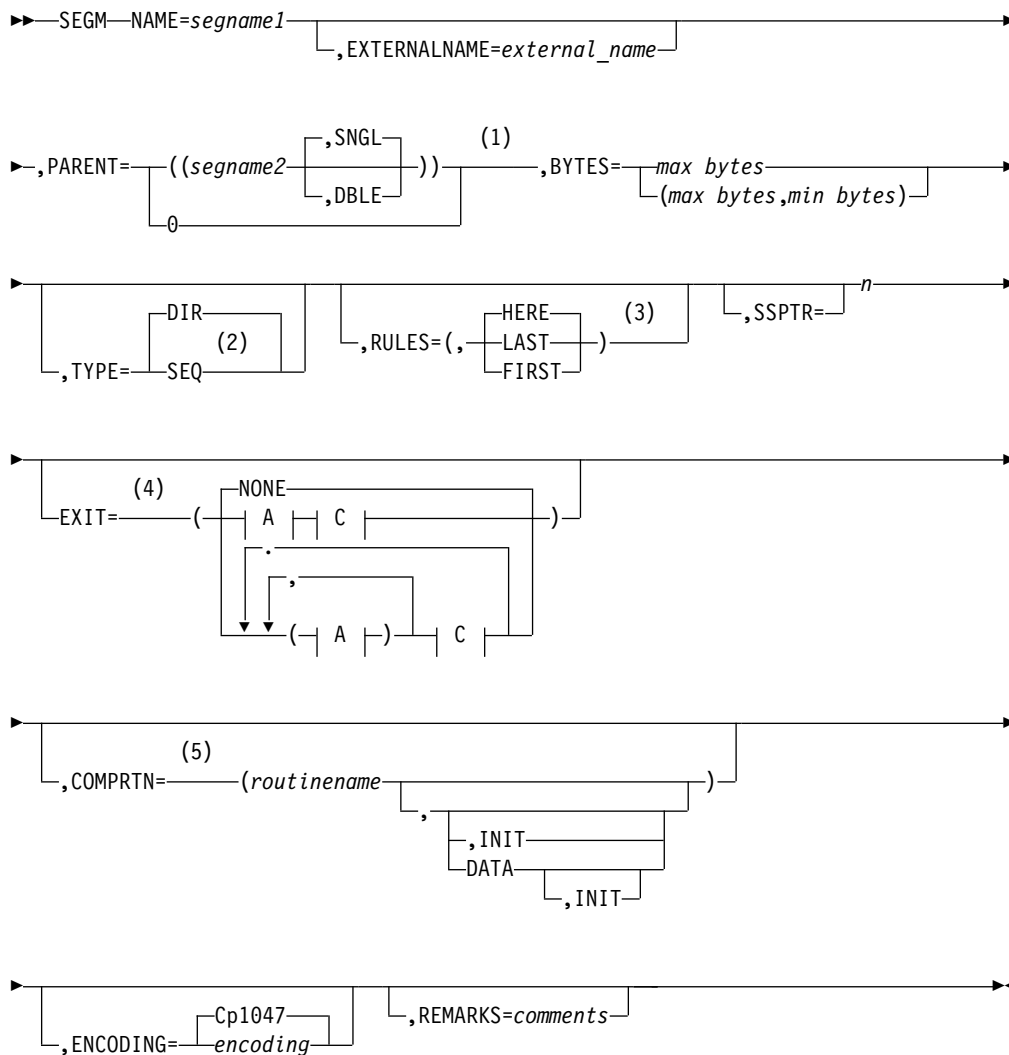 SEGM NAME=segname1
,EXTERNALNAME=external_name
,SNGL (1)
,PARENT= ((segname2 )) ,BYTES= max bytes
,DBLE (max bytes,min bytes)
0
n
DIR HERE (3) ,SSPTR=
(2) ,RULES=(, LAST )
,TYPE= SEQ FIRST
(4) NONE
EXIT= ( A C )
.
,
( A ) C
(5)
,COMPRTN= (routinename )
,
,INIT
DATA
,INIT
Cp1047 ,REMARKS=comments
,ENCODING= encoding